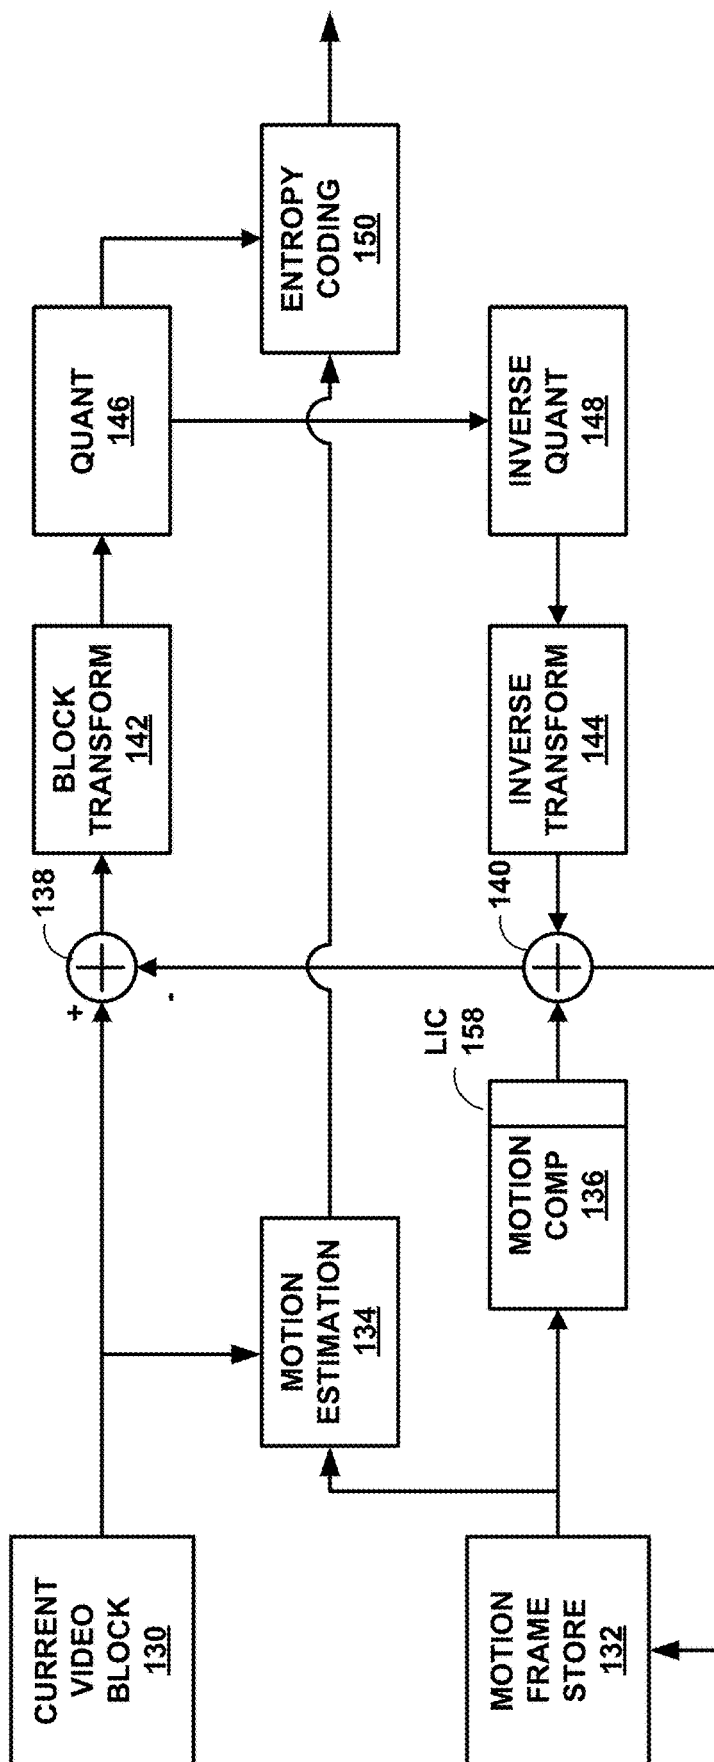 CURRENT
VIDEO
BLOCK
130
+
-
138
BLOCK
TRANSFORM
142
QUANT
146
MOTION
ESTIMATION
134
ENTROPY
CODING
150
MOTION
FRAME
STORE
132
MOTION
COMP
136
LIC
158
140
INVERSE
TRANSFORM
144
INVERSE
QUANT
148